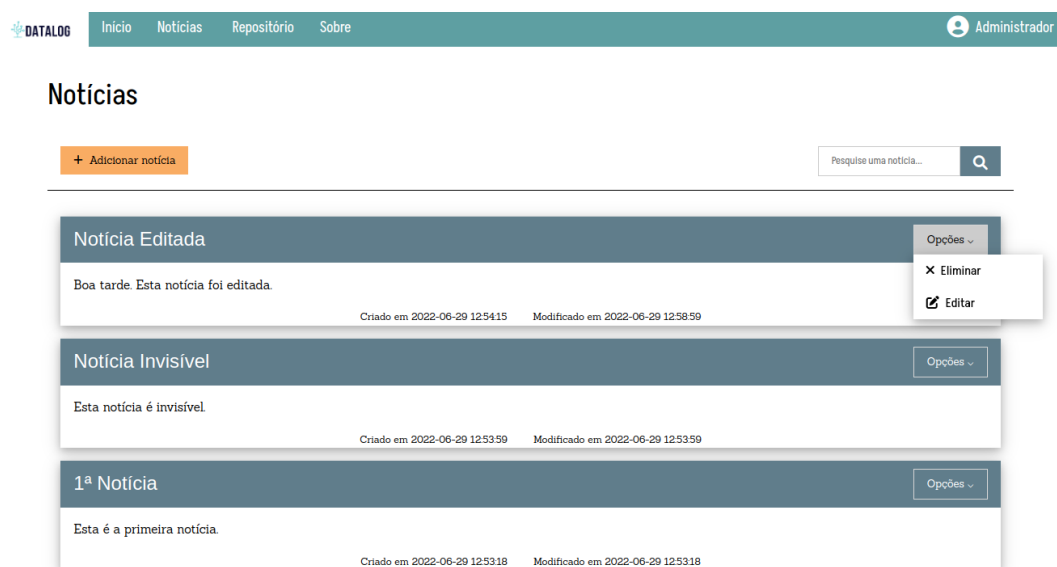 DATALOG Início Notícias Repositório Sobre Administrador
Notícias
+ Adicionar notícia
Pesquise uma notícia...
Notícia Editada
Opções
Eliminar
Editar
Boa tarde. Esta notícia foi editada.
Criado em 2022-06-29 12:54:15 Modificado em 2022-06-29 12:58:59
Notícia Invisível
Opções
Esta notícia é invisível.
Criado em 2022-06-29 12:53:59 Modificado em 2022-06-29 12:53:59
1ª Notícia
Opções
Esta é a primeira notícia.
Criado em 2022-06-29 12:53:18 Modificado em 2022-06-29 12:53:18